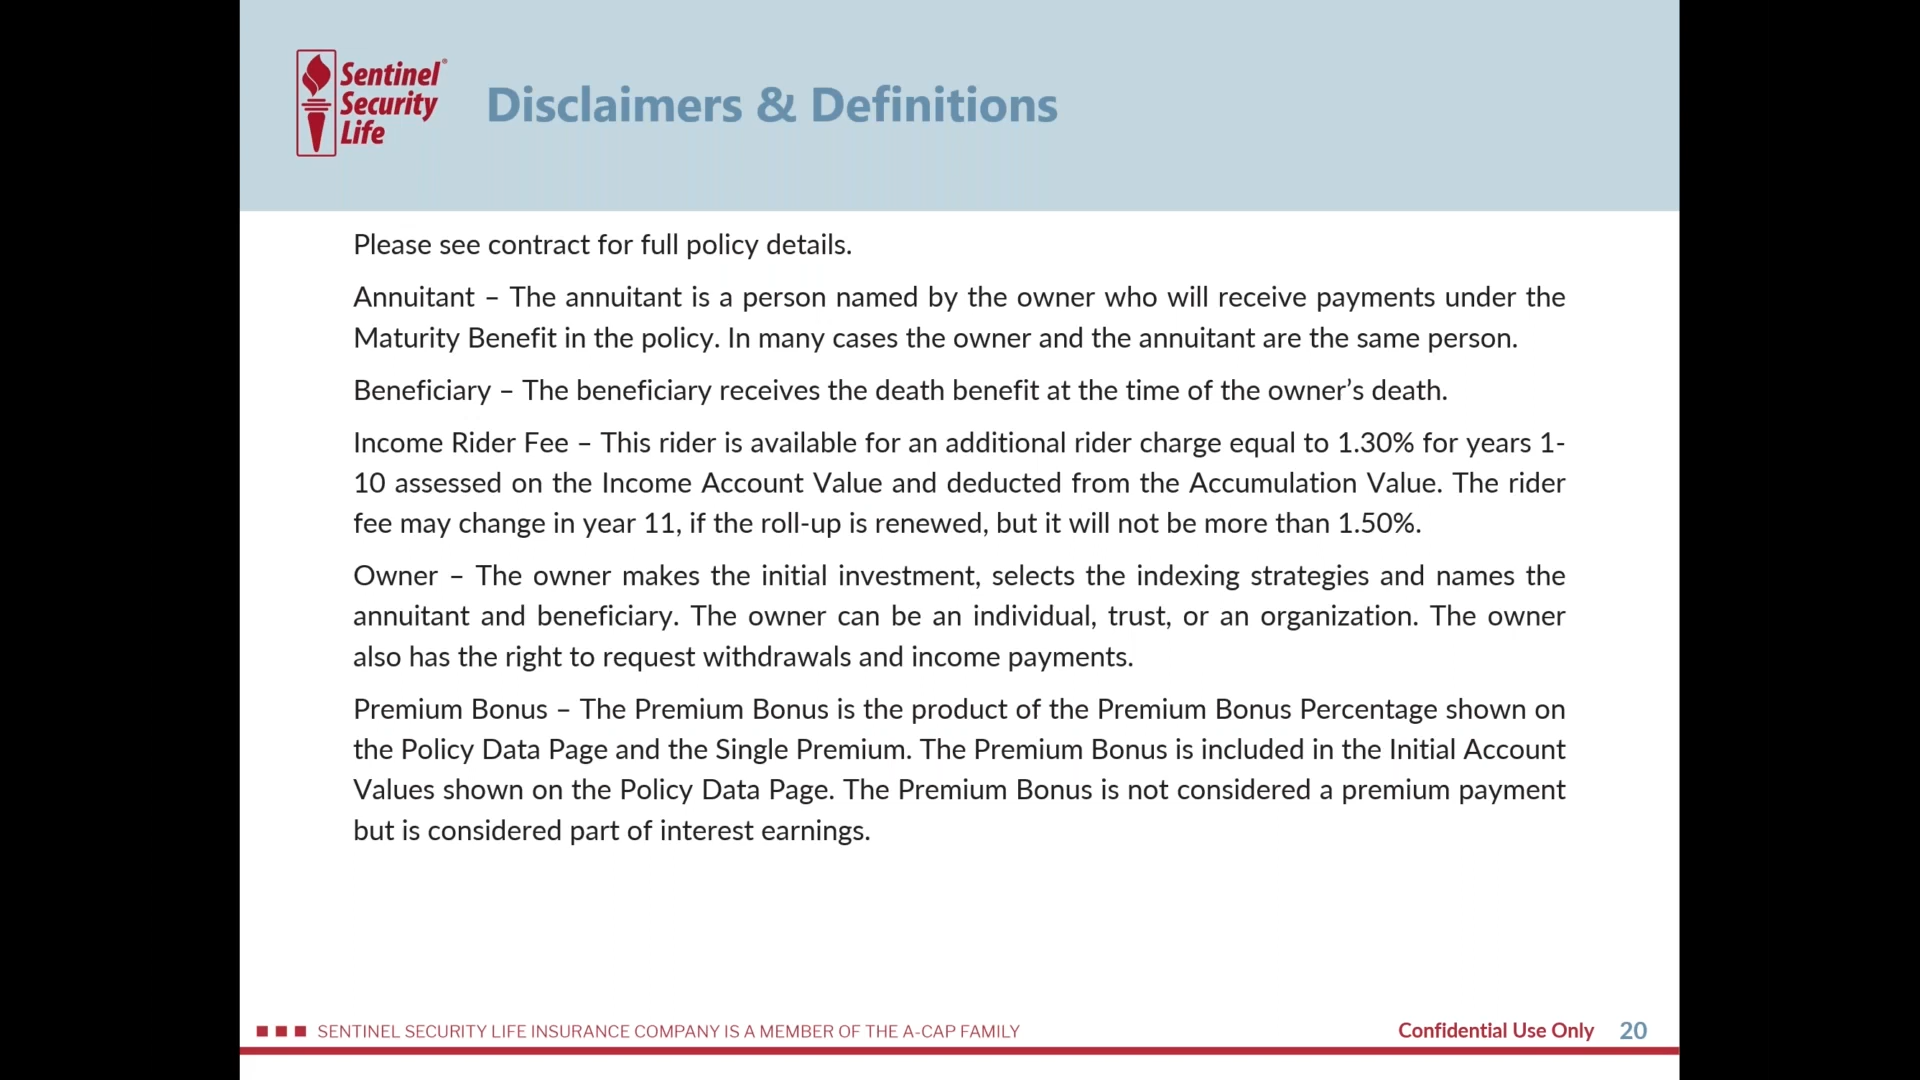 Sentinel®
Security
Life
Disclaimers & Definitions
Please see contract for full policy details.
Annuitant – The annuitant is a person named by the owner who will receive payments under the
Maturity Benefit in the policy. In many cases the owner and the annuitant are the same person.
Beneficiary – The beneficiary receives the death benefit at the time of the owner’s death.
Income Rider Fee – This rider is available for an additional rider charge equal to 1.30% for years 1-
10 assessed on the Income Account Value and deducted from the Accumulation Value. The rider
fee may change in year 11, if the roll-up is renewed, but it will not be more than 1.50%.
Owner – The owner makes the initial investment, selects the indexing strategies and names the
annuitant and beneficiary. The owner can be an individual, trust, or an organization. The owner
also has the right to request withdrawals and income payments.
Premium Bonus – The Premium Bonus is the product of the Premium Bonus Percentage shown on
the Policy Data Page and the Single Premium. The Premium Bonus is included in the Initial Account
Values shown on the Policy Data Page. The Premium Bonus is not considered a premium payment
but is considered part of interest earnings.
SENTINEL SECURITY LIFE INSURANCE COMPANY IS A MEMBER OF THE A-CAP FAMILY
Confidential Use Only 20